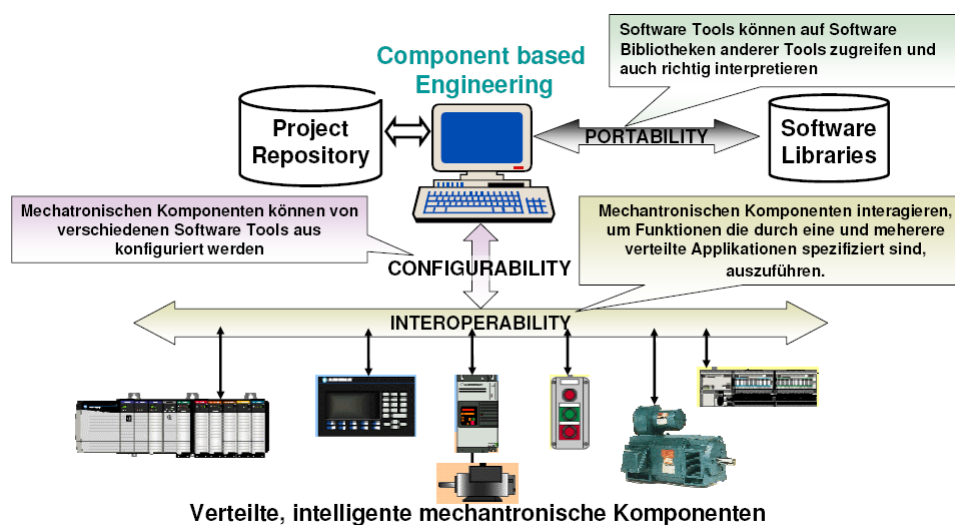 Software Tools können auf Software
Bibliotheken anderer Tools zugreifen und
auch richtig interpretieren
Component based
Engineering
Project
Repository
PORTABILITY
Software
Libraries
Mechatronischen Komponenten können von
verschiedenen Software Tools aus
konfiguriert werden
Mechantronischen Komponenten interagieren,
um Funktionen die durch eine und meherere
verteilte Applikationen spezifiziert sind,
auszuführen.
CONFIGURABILITY
INTEROPERABILITY
Verteilte, intelligente mechantronische Komponenten